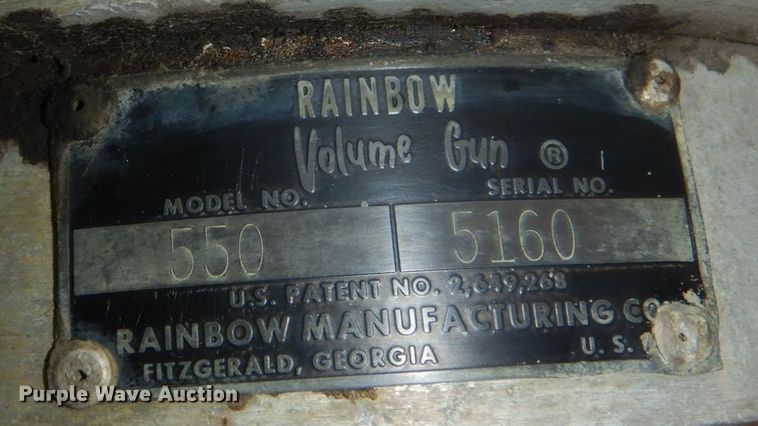 RAINBOW
Volume Gun ®
MODEL NO. SERIAL NO.
550 5160
U.S. PATENT NO. 2,649,268
RAINBOW MANUFACTURING CO
FITZGERALD, GEORGIA U. S.
Purple Wave Auction